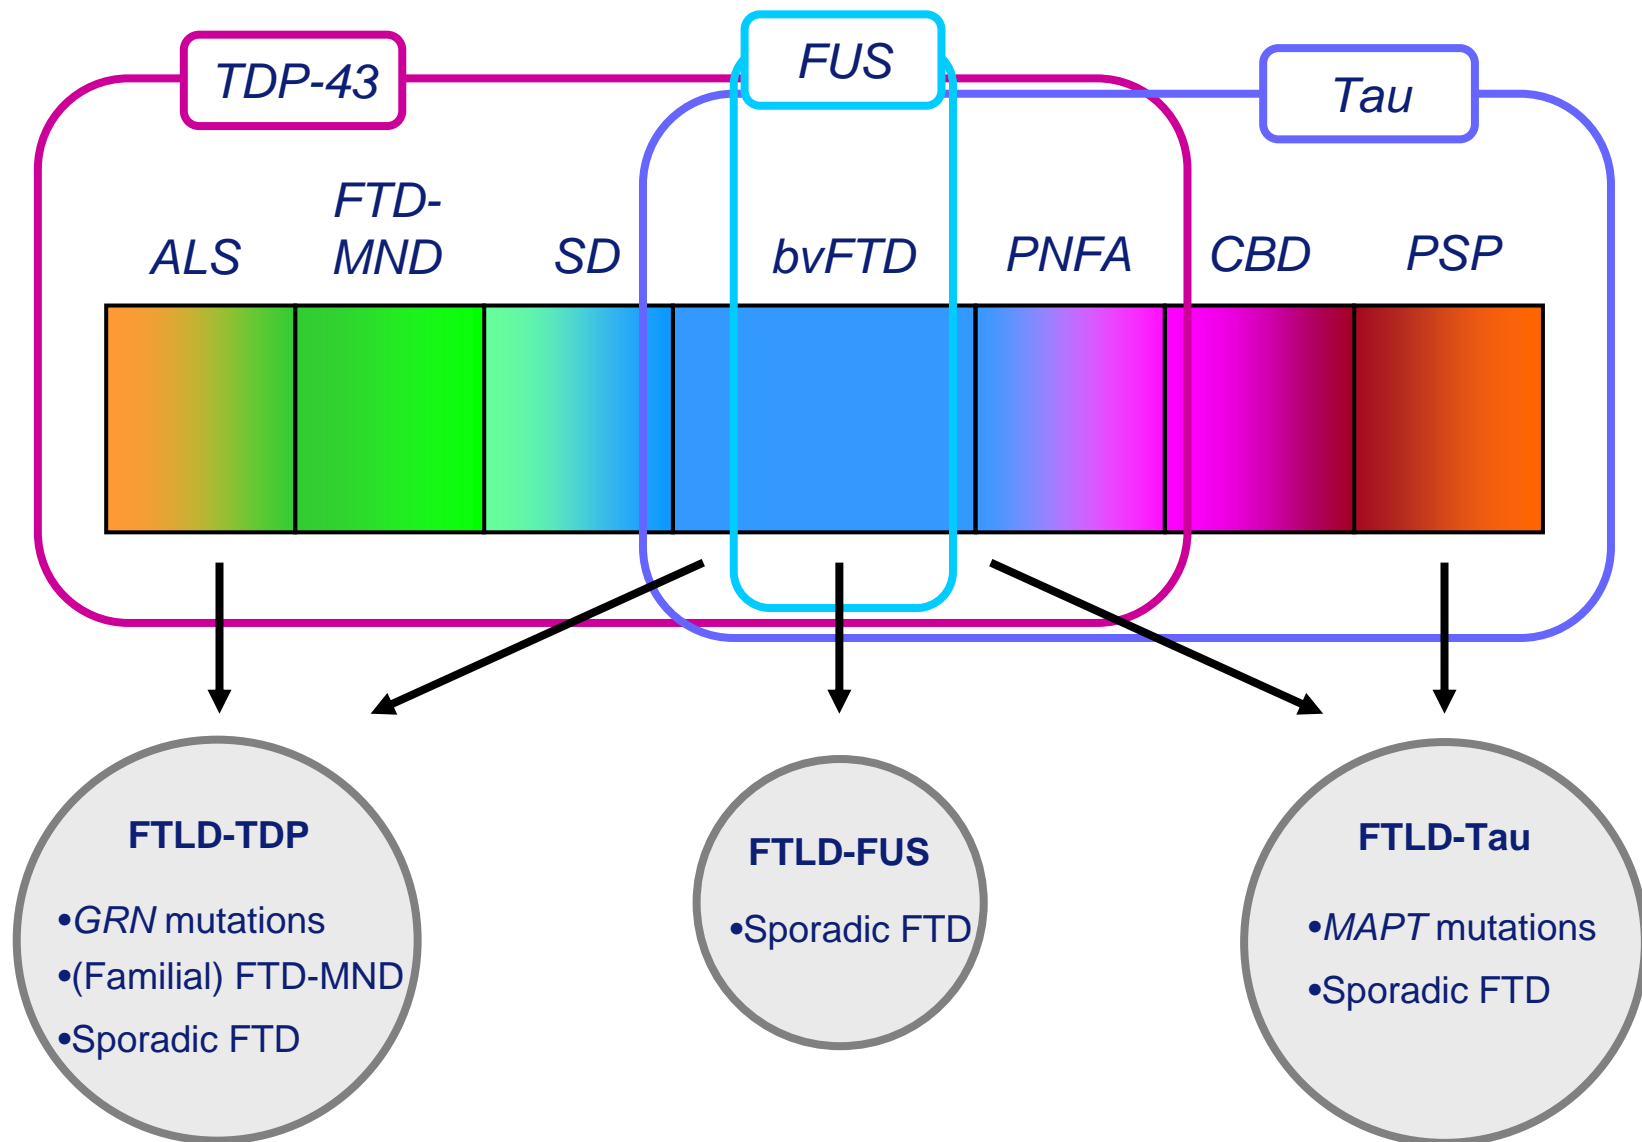 TDP-43
FUS
Tau
ALS
FTD-
MND
SD
bvFTD
PNFA
CBD
PSP
FTLD-TDP
•GRN mutations
•(Familial) FTD-MND
•Sporadic FTD
FTLD-FUS
•Sporadic FTD
FTLD-Tau
•MAPT mutations
•Sporadic FTD